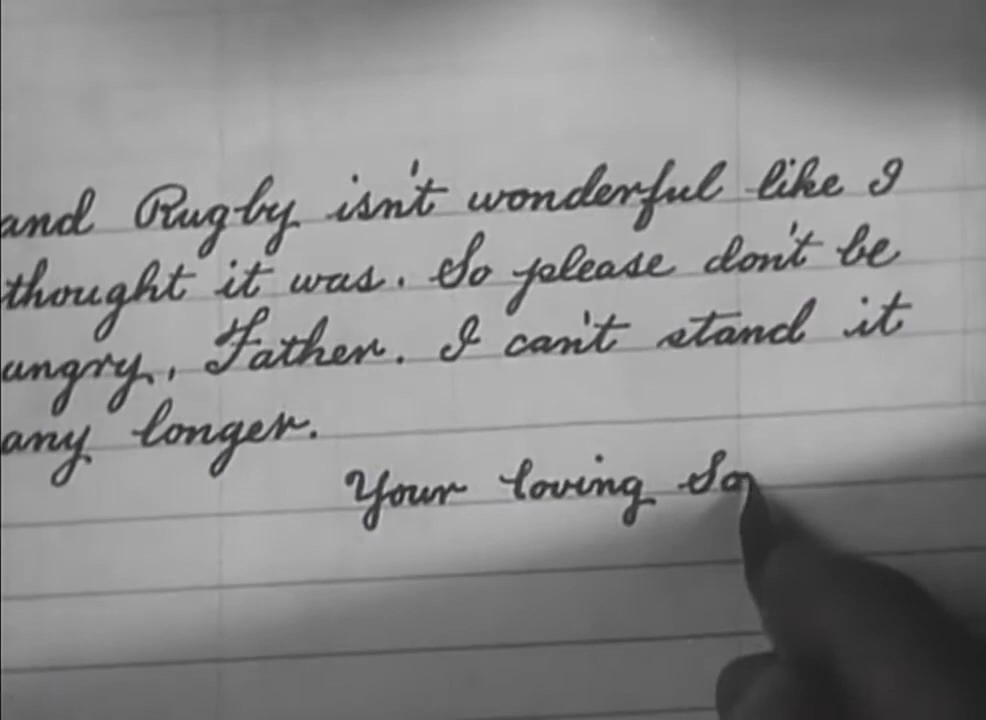 and Rugby isn't wonderful like I
thought it was. So please don't be
angry, Father. I can't stand it
any longer.
Your loving So